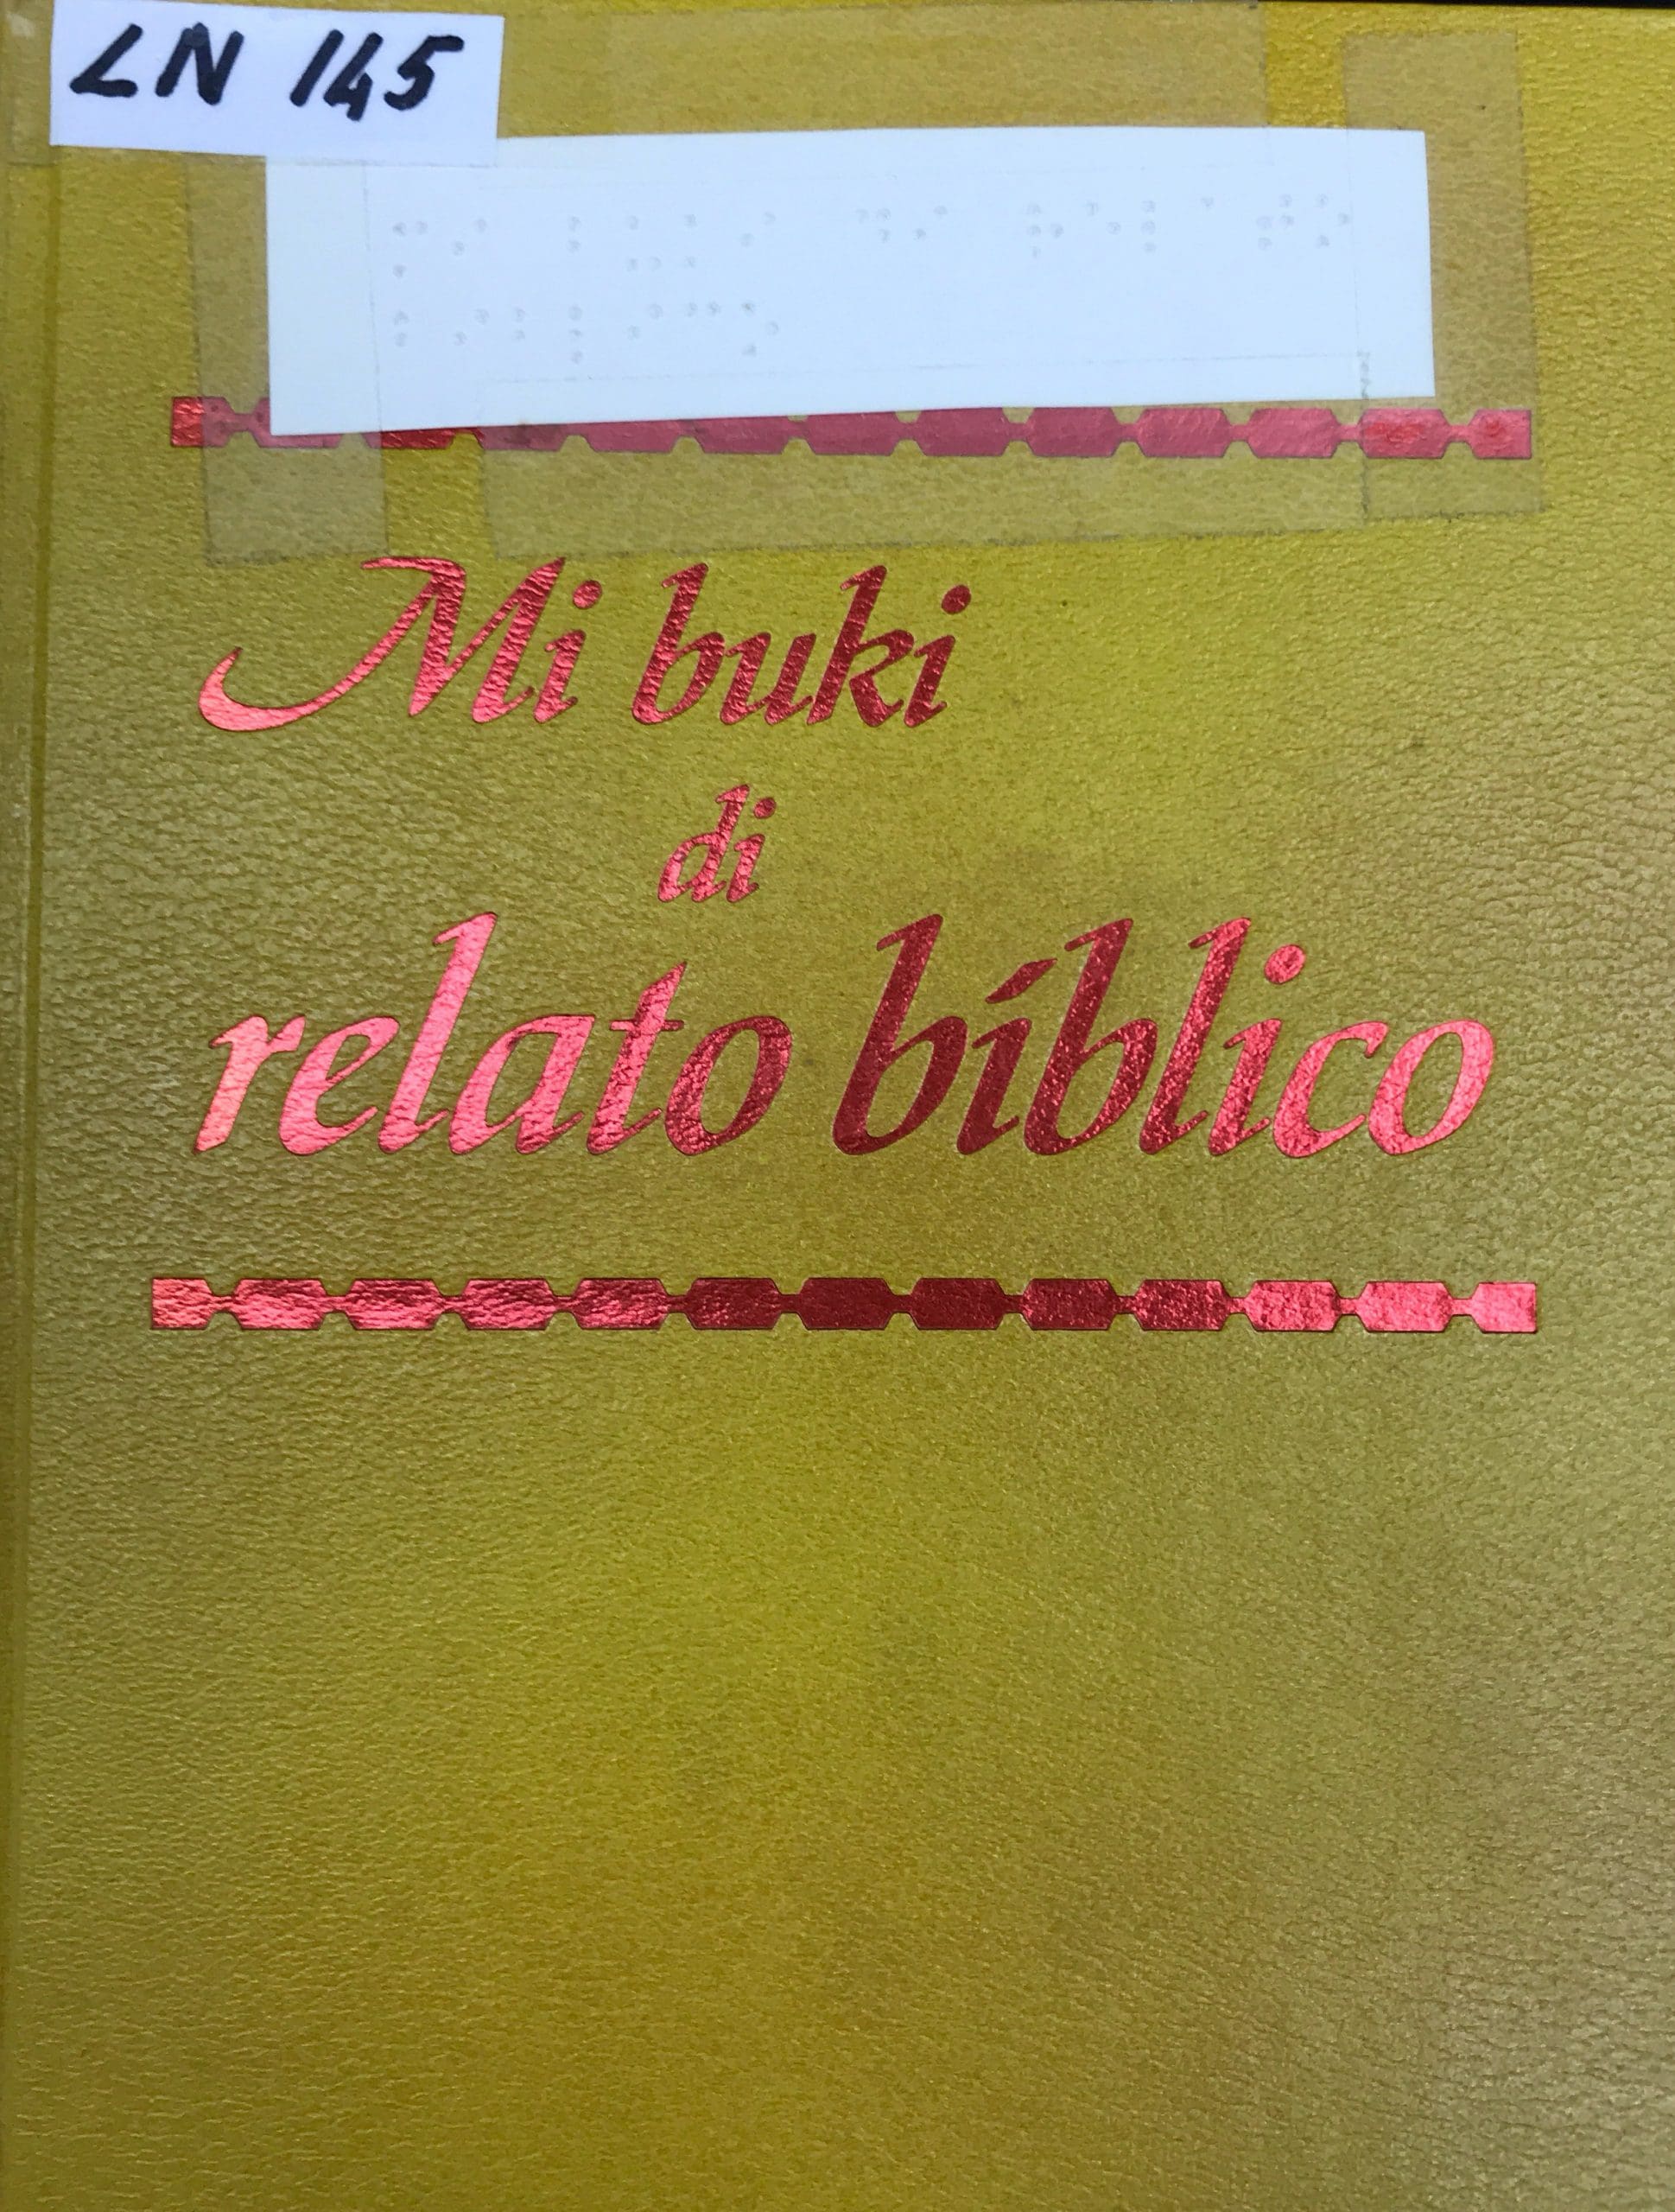 LN 145
Mi buki
di
relato bíblico